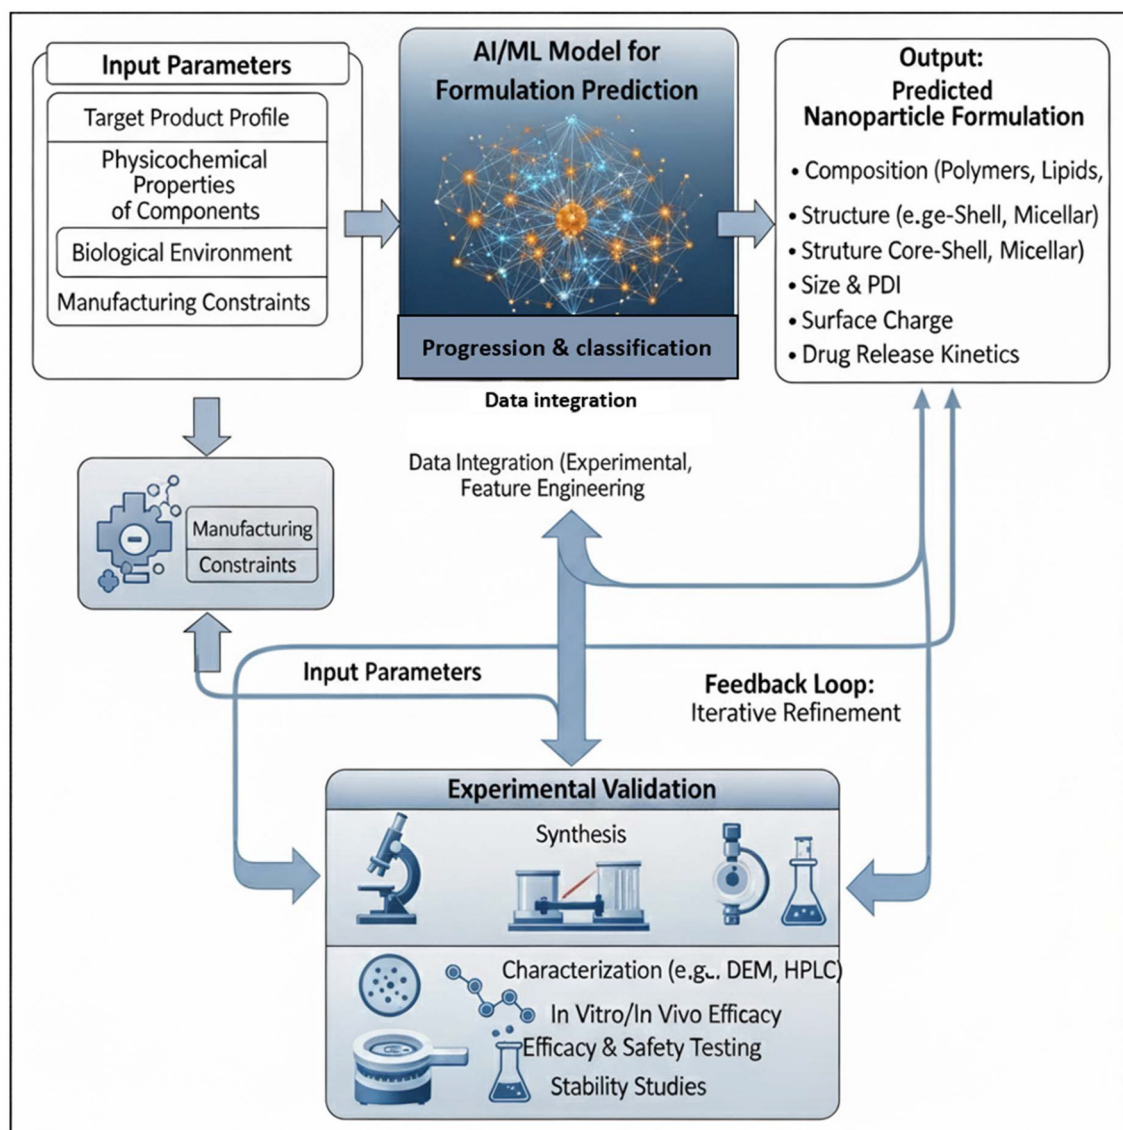 Input Parameters
Target Product Profile
Physicochemical
Properties
of Components
Biological Environment
Manufacturing Constraints
AI/ML Model for
Formulation Prediction
Progression & classification
Data integration
Data Integration (Experimental,
Feature Engineering
Output:
Predicted
Nanoparticle Formulation
• Composition (Polymers, Lipids,
• Structure (e.ge-Shell, Micellar)
• Struture Core-Shell, Micellar)
• Size & PDI
• Surface Charge
• Drug Release Kinetics
Manufacturing
Constraints
Input Parameters
Feedback Loop:
Iterative Refinement
Experimental Validation
Synthesis
Characterization (e.g.. DEM, HPLC)
In Vitro/In Vivo Efficacy
Efficacy & Safety Testing
Stability Studies